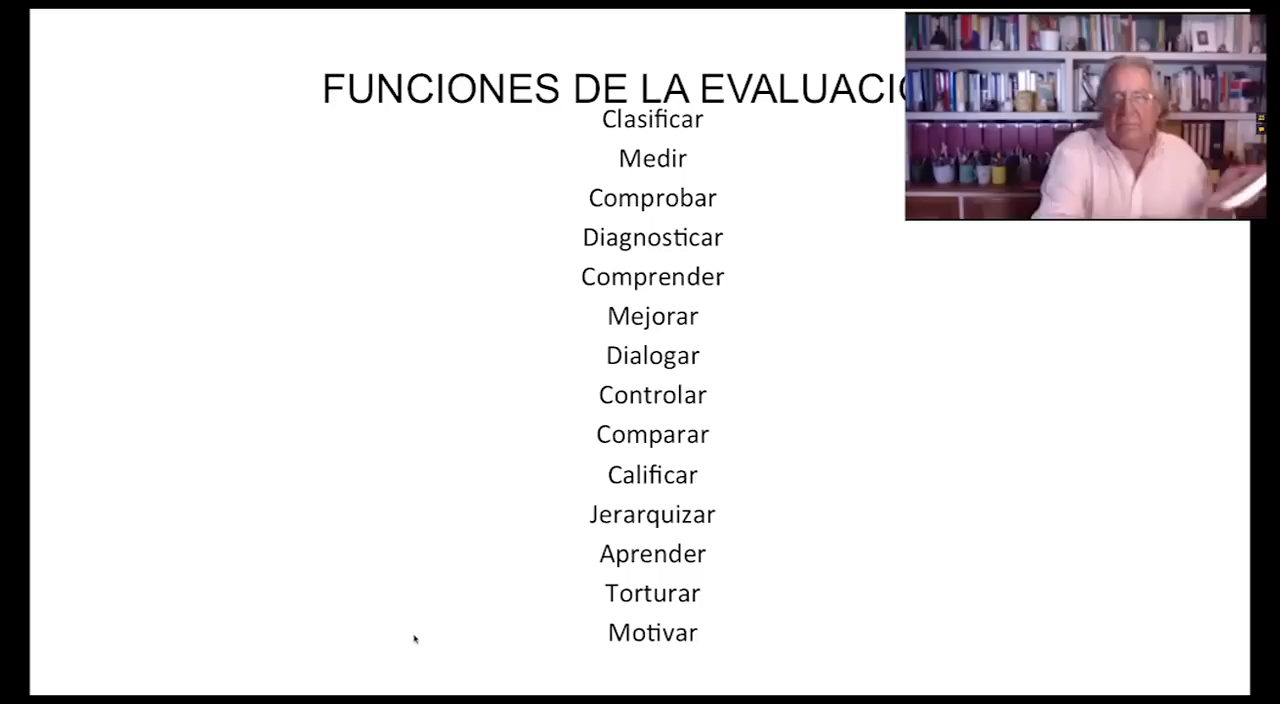 FUNCIONES DE LA EVALUACIO
Clasificar
Medir
Comprobar
Diagnosticar
Comprender
Mejorar
Dialogar
Controlar
Comparar
Calificar
Jerarquizar
Aprender
Torturar
Motivar